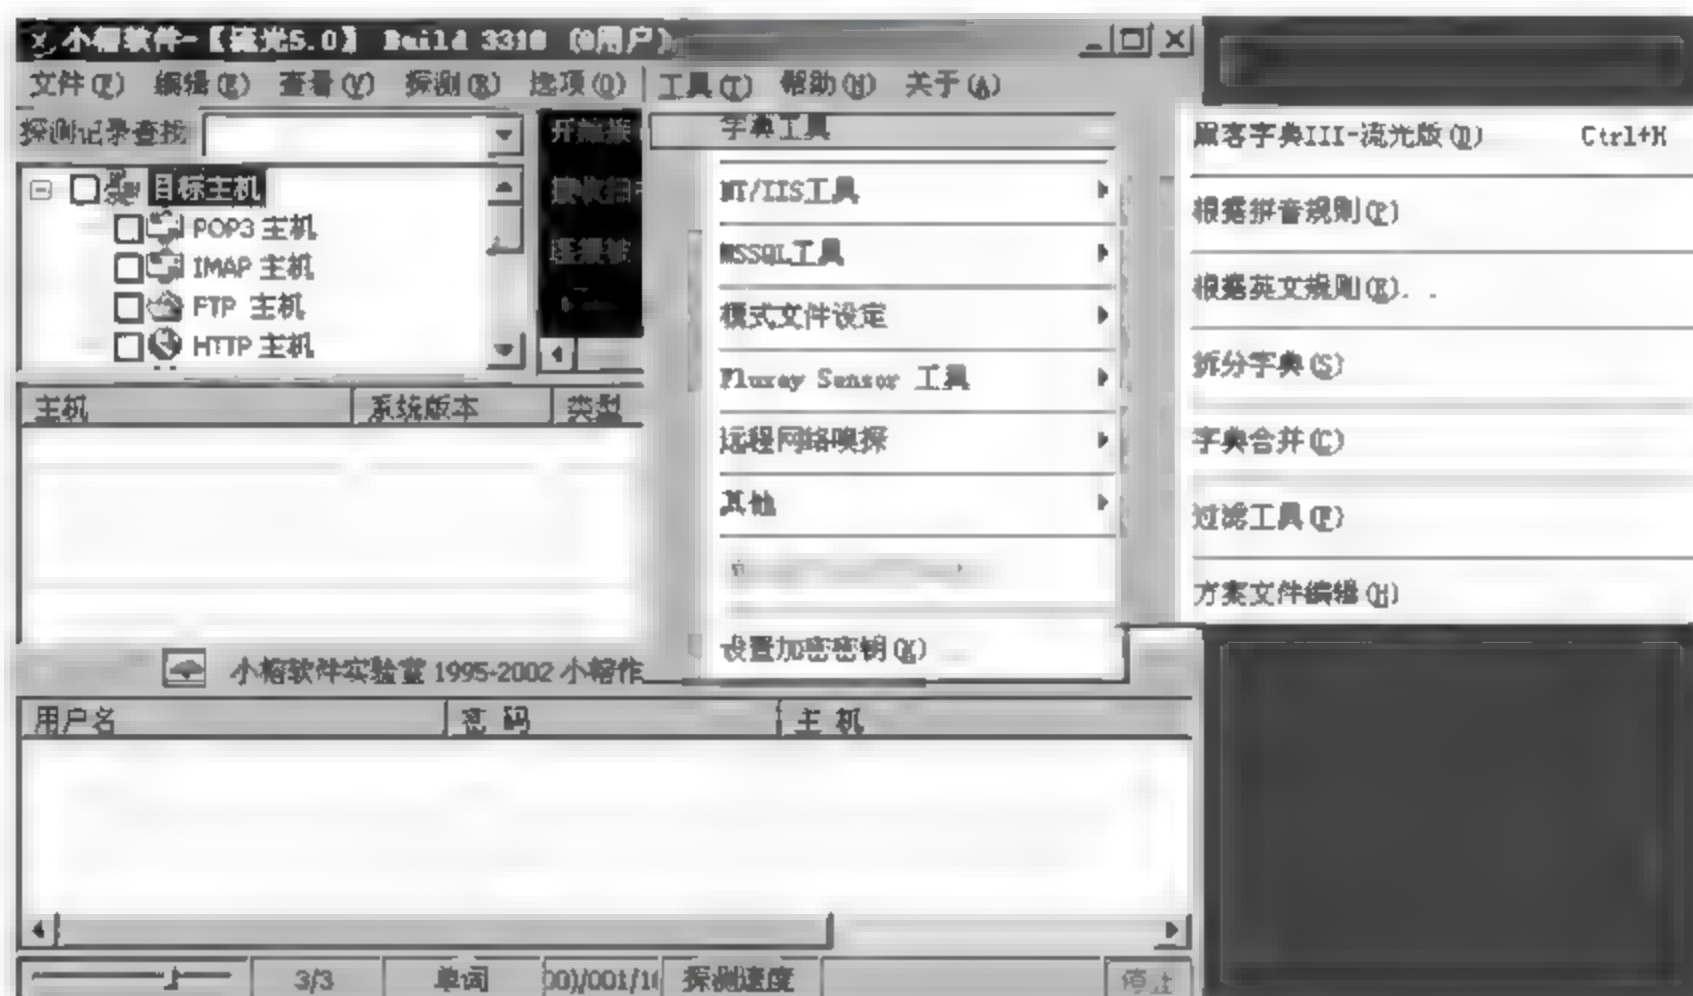 小榕软件-【流光5.0】 Build 3310 (0用户)
文件(F) 编辑(E) 查看(V) 探测(R) 选项(O) 工具(T) 帮助(H) 关于(A)
探测记录查找
字典工具
黑客字典III-流光版(D) Ctrl+H
目标主机
NT/IIS工具
根据拼音规则(P)
POP3 主机
MSSQL工具
IMAP 主机
根据英文规则(E)...
FTP 主机
模式文件设定
HTTP 主机
拆分字典(S)
Fluxay Sensor 工具
主机 系统版本 类型
远程网络嗅探
字典合并(C)
其他
过滤工具(F)
方案文件编辑(H)
设置加密密钥(K)
小榕软件实验室 1995-2002 小榕作
用户名 密 码 主 机
3/3 单词 00)/001/1 探测速度 停止